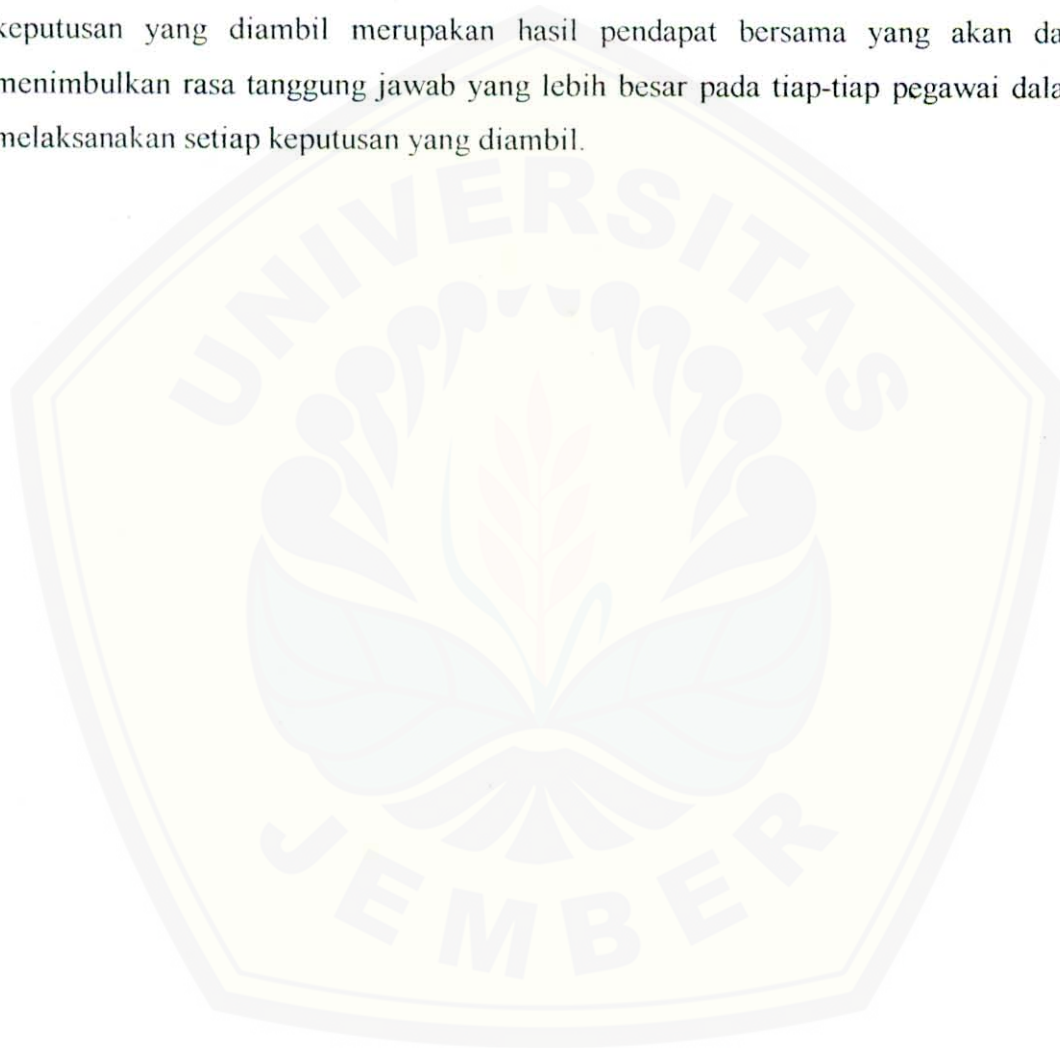 keputusan yang diambil merupakan hasil pendapat bersama yang akan da
menimbulkan rasa tanggung jawab yang lebih besar pada tiap-tiap pegawai dala
melaksanakan setiap keputusan yang diambil.
UNIVERSITAS
JEMBER